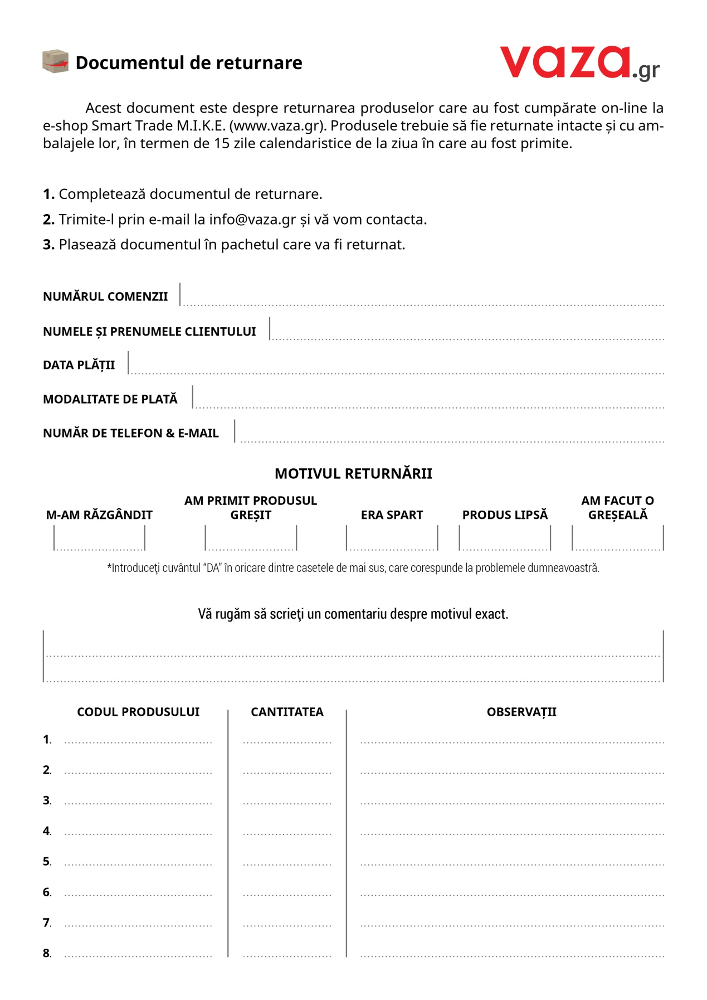 Documentul de returnare
vaza.gr
Acest document este despre returnarea produselor care au fost cumpărate on-line la
e-shop Smart Trade M.I.K.E. (www.vaza.gr). Produsele trebuie să fie returnate intacte și cu am-
balajele lor, în termen de 15 zile calendaristice de la ziua în care au fost primite.
1. Completează documentul de returnare.
2. Trimite-l prin e-mail la info@vaza.gr și vă vom contacta.
3. Plasează documentul în pachetul care va fi returnat.
NUMĂRUL COMENZII
NUMELE ȘI PRENUMELE CLIENTULUI
DATA PLĂȚII
MODALITATE DE PLATĂ
NUMĂR DE TELEFON & E-MAIL
MOTIVUL RETURNĂRII
M-AM RĂZGÂNDIT
AM PRIMIT PRODUSUL
GREȘIT
ERA SPART
PRODUS LIPSĂ
AM FACUT O
GREȘEALĂ
*Introduceţi cuvântul “DA” în oricare dintre casetele de mai sus, care corespunde la problemele dumneavoastră.
Vă rugăm să scrieţi un comentariu despre motivul exact.
CODUL PRODUSULUI CANTITATEA OBSERVAȚII
1.
2.
3.
4.
5.
6.
7.
8.